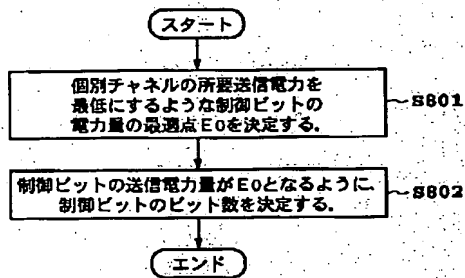 スタート
個別チャネルの所要送信電力を
最低にするような制御ビットの
電力量の最適点E0を決定する。
S801
制御ビットの送信電力量がE0となるように、
制御ビットのビット数を決定する。
S802
エンド